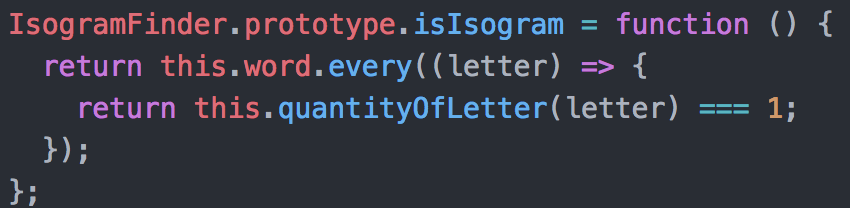 IsogramFinder.prototype.isIsogram = function () {
  return this.word.every((letter) => {
    return this.quantityOfLetter(letter) === 1;
  });
};